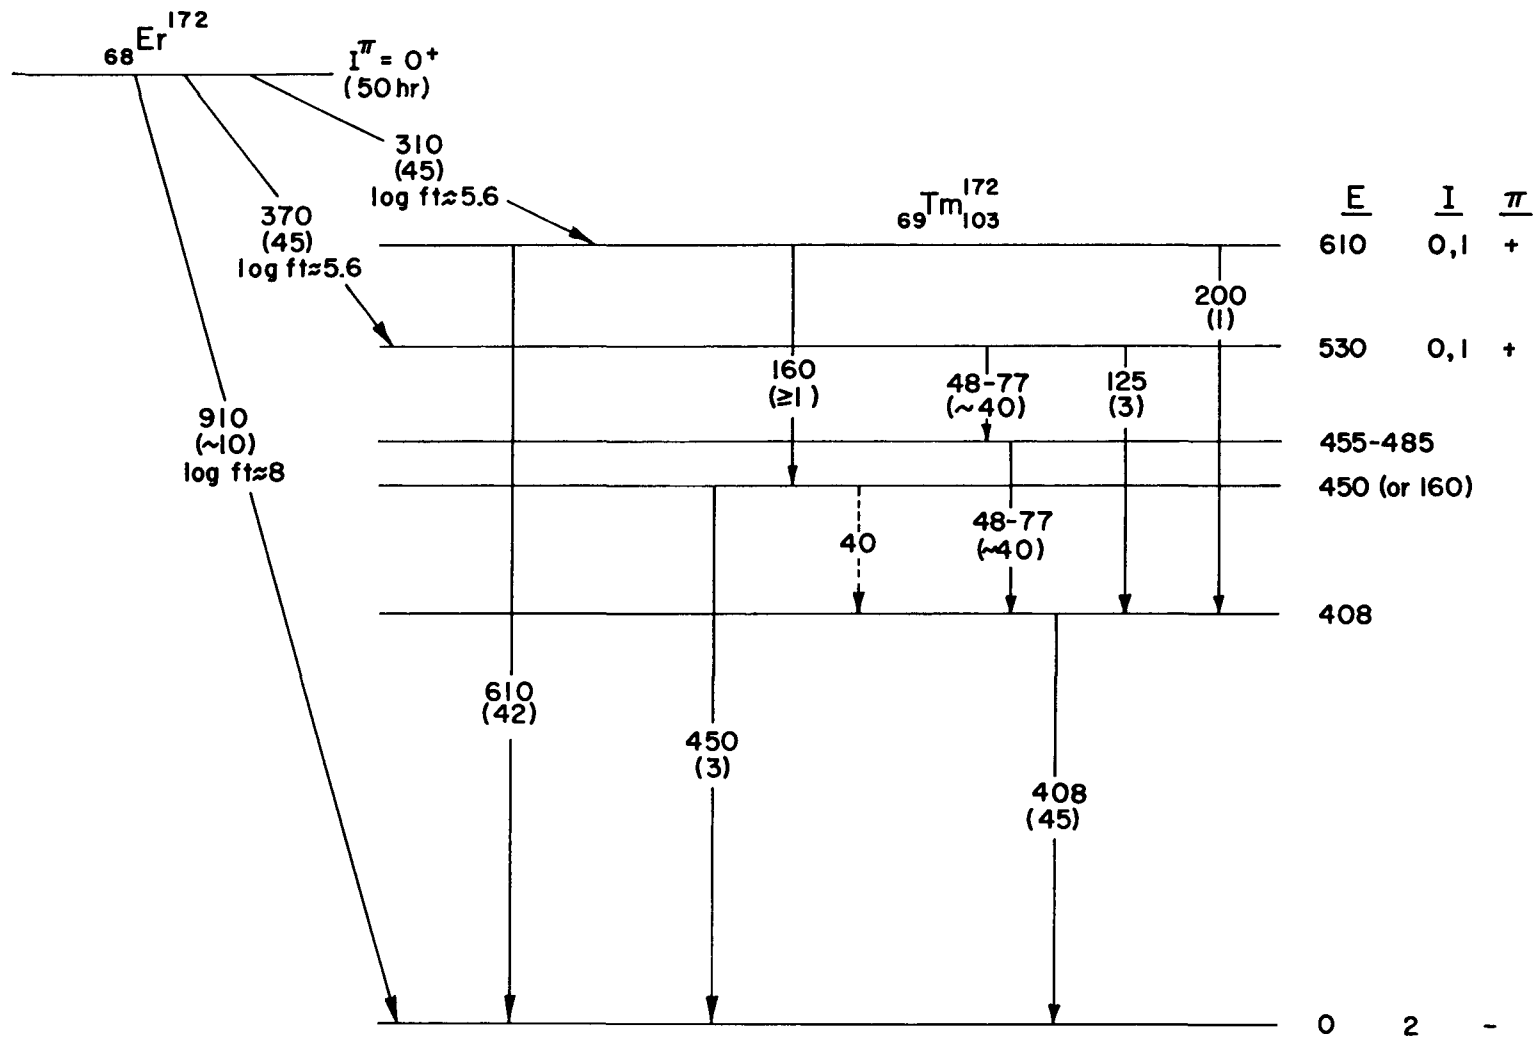 68Er172
Iπ = 0+
(50 hr)
310
(45)
log ft≈5.6
370
(45)
log ft≈5.6
910
(~10)
log ft≈8
69Tm172103
E I π
610 0,1 +
200
(1)
530 0,1 +
160
(≥1)
48-77
(~40)
125
(3)
455-485
450 (or 160)
40
48-77
(~40)
408
610
(42)
450
(3)
408
(45)
0 2 -